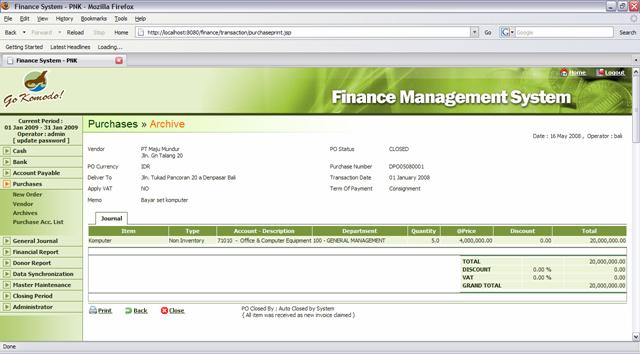 Finance System - PNK - Mozilla Firefox
File Edit View History Bookmarks Tools Help
Back Forward Reload Stop Home http://localhost:8080/finance/transaction/purchaseprint.jsp Go Google Search
Getting Started Latest Headlines Loading...
Finance System - PNK
Go Komodo!
Home Logout
Finance Management System
Current Period :
01 Jan 2009 - 31 Jan 2009
Operator : admin
[ update password ]
Cash
Bank
Account Payable
Purchases
New Order
Vendor
Archives
Purchase Acc. List
General Journal
Financial Report
Donor Report
Data Synchronization
Master Maintenance
Closing Period
Administrator
Purchases » Archive
Date : 16 May 2008 , Operator : bali
Vendor PT Maju Mundur PO Status CLOSED
Jln. Gn Talang 20
PO Currency IDR Purchase Number DPO05080001
Deliver To Jln. Tukad Pancoran 20 a Denpasar Bali Transaction Date 01 January 2008
Apply VAT NO Term Of Payment Consignment
Memo Bayar set komputer
Journal
Item Type Account - Description Department Quantity @Price Discount Total
Komputer Non Inventory 71010 - Office & Computer Equipment 100 - GENERAL MANAGEMENT 5.0 4,000,000.00 0.00 20,000,000.00
TOTAL 20,000,000.00
DISCOUNT 0.00 % 0.00
VAT 0.00 % 0.00
GRAND TOTAL 20,000,000.00
Print Back Close PO Closed By : Auto Closed by System
( All item was received as new invoice claimed )
Done